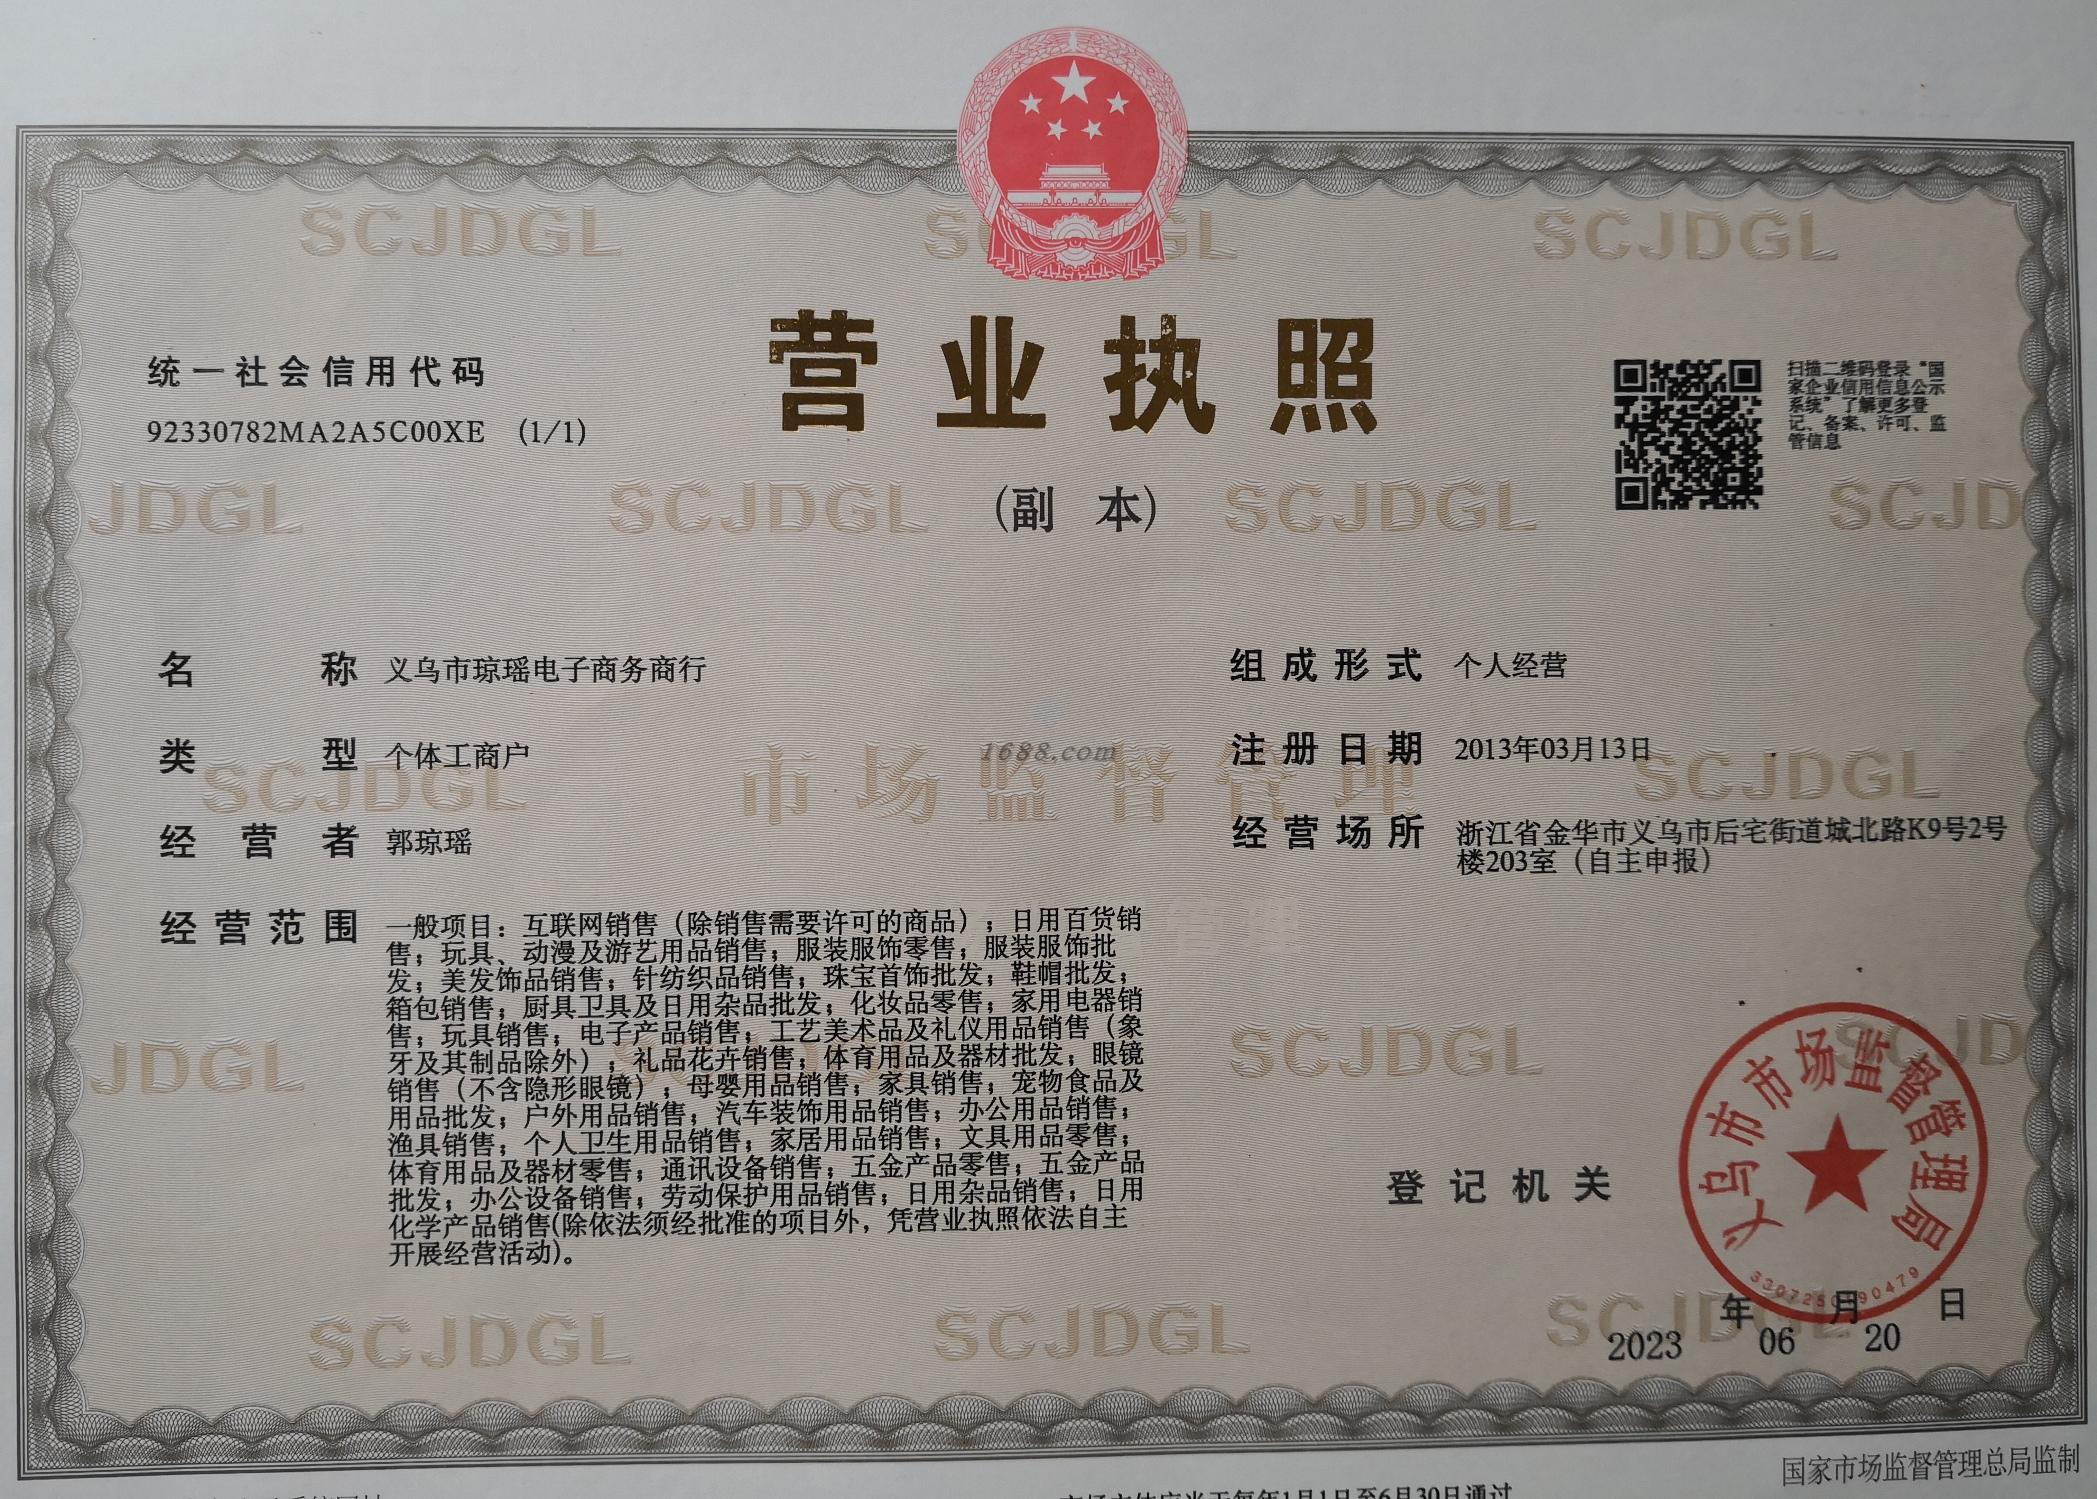 统一社会信用代码
92330782MA2A5C00XE (1/1)
营业执照
(副 本)
扫描二维码登录“国
家企业信用信息公示
系统”了解更多登
记、备案、许可、监
管信息
名 称 义乌市琼瑶电子商务商行
类 型 个体工商户
经 营 者 郭琼瑶
经营范围 一般项目：互联网销售（除销售需要许可的商品）；日用百货销
售；玩具、动漫及游艺用品销售；服装服饰零售；服装服饰批
发；美发饰品销售；针纺织品销售；珠宝首饰批发；鞋帽批发；
箱包销售；厨具卫具及日用杂品批发；化妆品零售；家用电器销
售；玩具销售；电子产品销售；工艺美术品及礼仪用品销售（象
牙及其制品除外）；礼品花卉销售；体育用品及器材批发；眼镜
销售（不含隐形眼镜）；母婴用品销售；家具销售；宠物食品及
用品批发；户外用品销售；汽车装饰用品销售；办公用品销售；
渔具销售；个人卫生用品销售；家居用品销售；文具用品零售；
体育用品及器材零售；通讯设备销售；五金产品零售；五金产品
批发；办公设备销售；劳动保护用品销售；日用杂品销售；日用
化学产品销售(除依法须经批准的项目外，凭营业执照依法自主
开展经营活动)。
组成形式 个人经营
注册日期 2013年03月13日
经营场所 浙江省金华市义乌市后宅街道城北路K9号2号
楼203室（自主申报）
1688.com
市场监督管理
SCJDGL
登记机关
义乌市市场监督管理局
年 月 日
2023 06 20
国家市场监督管理总局监制